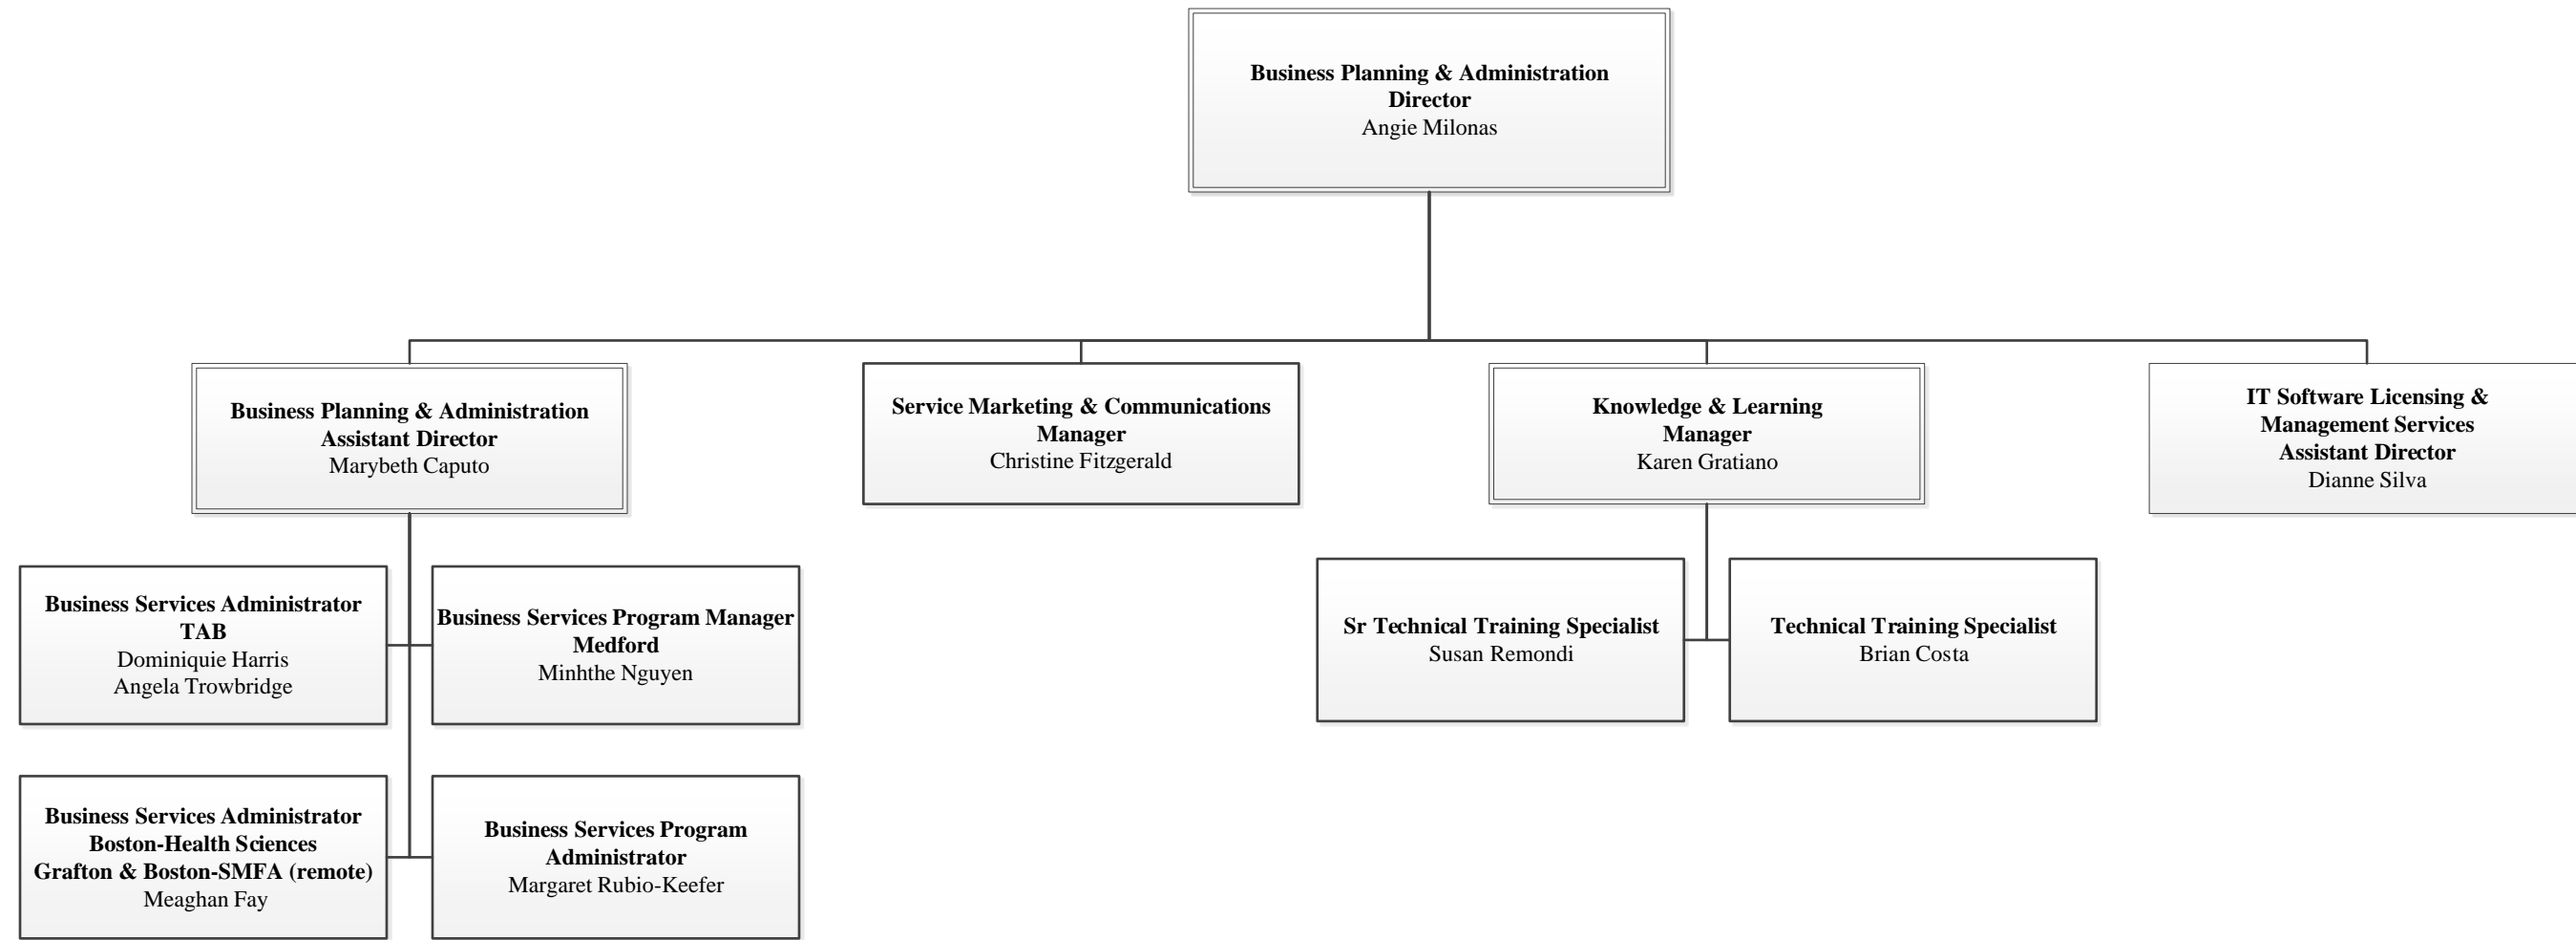 Business Planning & Administration
Director
Angie Milonas
Business Planning & Administration
Assistant Director
Marybeth Caputo
Service Marketing & Communications
Manager
Christine Fitzgerald
Knowledge & Learning
Manager
Karen Gratiano
IT Software Licensing &
Management Services
Assistant Director
Dianne Silva
Business Services Administrator
TAB
Dominiquie Harris
Angela Trowbridge
Business Services Program Manager
Medford
Minhthe Nguyen
Sr Technical Training Specialist
Susan Remondi
Technical Training Specialist
Brian Costa
Business Services Administrator
Boston-Health Sciences
Grafton & Boston-SMFA (remote)
Meaghan Fay
Business Services Program
Administrator
Margaret Rubio-Keefer